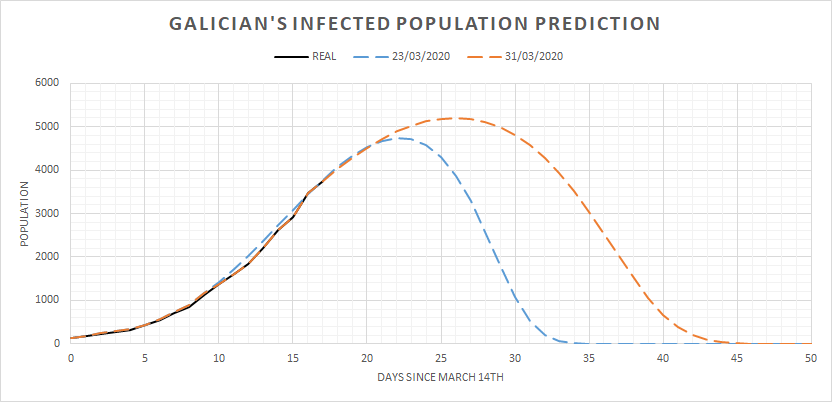 GALICIAN'S INFECTED POPULATION PREDICTION
REAL 23/03/2020 31/03/2020
6000
5000
4000
3000
2000
1000
0
POPULATION
0 5 10 15 20 25 30 35 40 45 50
DAYS SINCE MARCH 14TH